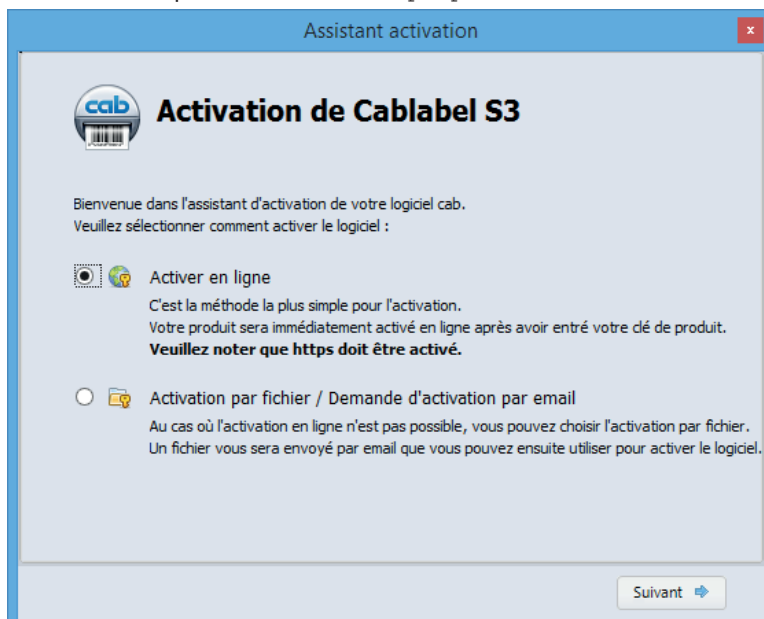 Assistant activation
x
cab
Activation de Cablabel S3
Bienvenue dans l'assistant d'activation de votre logiciel cab.
Veuillez sélectionner comment activer le logiciel :
Activer en ligne
C'est la méthode la plus simple pour l'activation.
Votre produit sera immédiatement activé en ligne après avoir entré votre clé de produit.
Veuillez noter que https doit être activé.
Activation par fichier / Demande d'activation par email
Au cas où l'activation en ligne n'est pas possible, vous pouvez choisir l'activation par fichier.
Un fichier vous sera envoyé par email que vous pouvez ensuite utiliser pour activer le logiciel.
Suivant